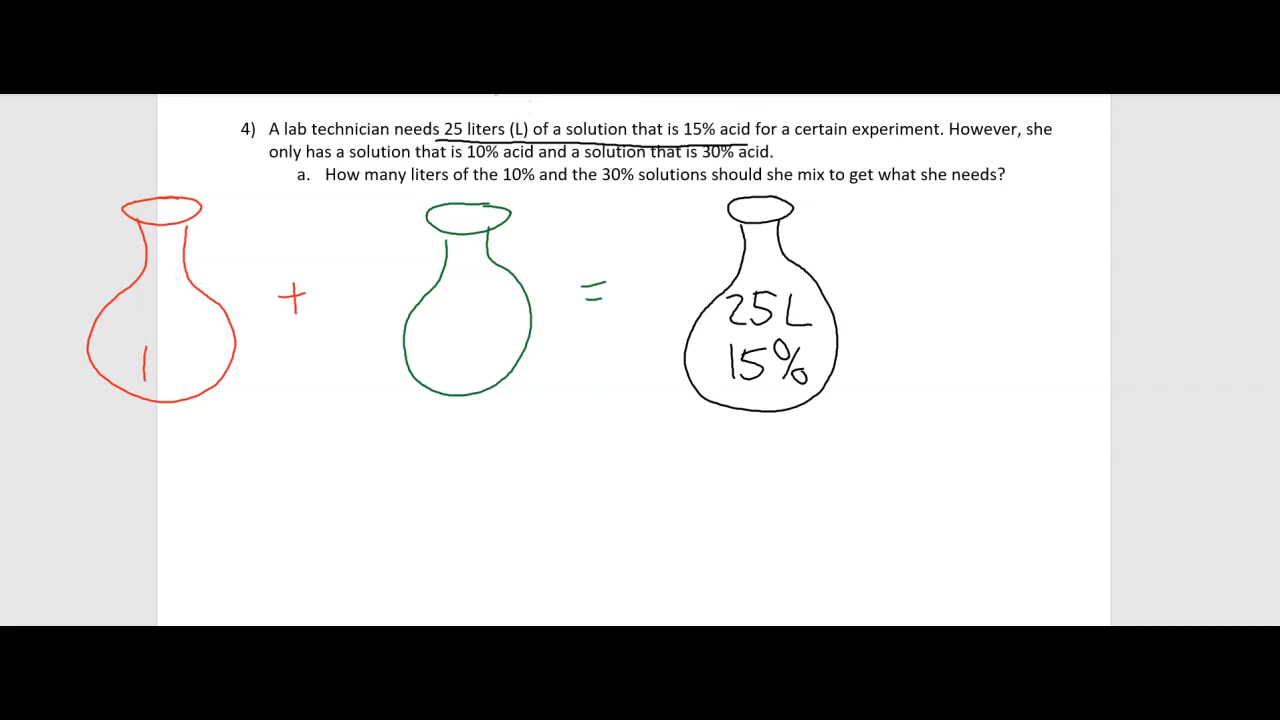 4) A lab technician needs 25 liters (L) of a solution that is 15% acid for a certain experiment. However, she
only has a solution that is 10% acid and a solution that is 30% acid.
a. How many liters of the 10% and the 30% solutions should she mix to get what she needs?
+ =
25 L
1 15%